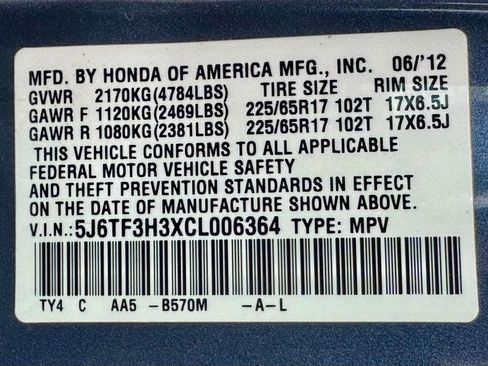 MFD. BY HONDA OF AMERICA MFG., INC. 06/'12
GVWR 2170KG(4784LBS) TIRE SIZE RIM SIZE
GAWR F 1120KG(2469LBS) 225/65R17 102T 17X6.5J
GAWR R 1080KG(2381LBS) 225/65R17 102T 17X6.5J
THIS VEHICLE CONFORMS TO ALL APPLICABLE
FEDERAL MOTOR VEHICLE SAFETY
AND THEFT PREVENTION STANDARDS IN EFFECT
ON THE DATE OF MANUFACTURE SHOWN ABOVE.
V.I.N.:5J6TF3H3XCL006364 TYPE: MPV
TY4 C AA5 -B570M -A-L